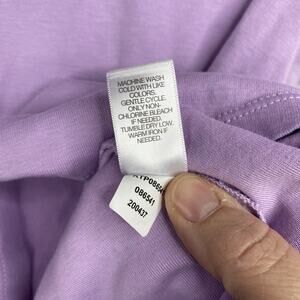 MACHINE WASH
COLD WITH LIKE
COLORS.
GENTLE CYCLE.
ONLY NON-
CHLORINE BLEACH
IF NEEDED.
TUMBLE DRY LOW.
WARM IRON IF
NEEDED.
086541
200437